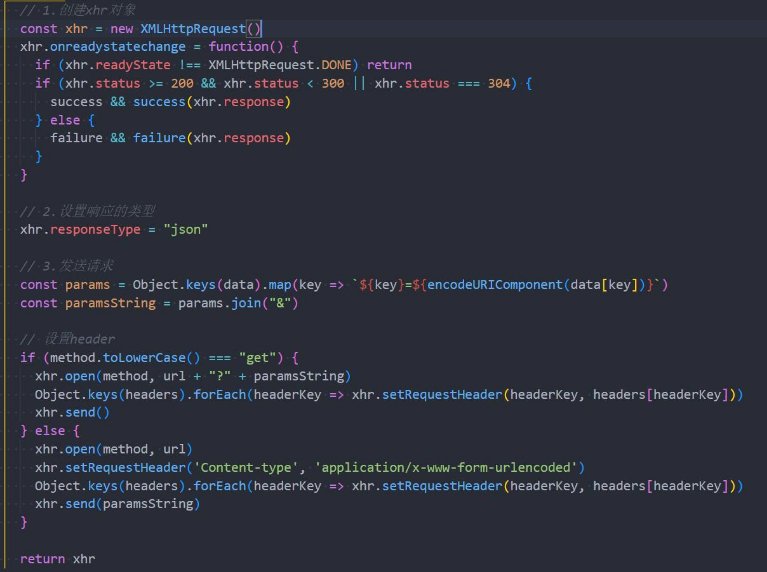 // 1.创建xhr对象
const xhr = new XMLHttpRequest()
xhr.onreadystatechange = function() {
  if (xhr.readyState !== XMLHttpRequest.DONE) return
  if (xhr.status >= 200 && xhr.status < 300 || xhr.status === 304) {
    success && success(xhr.response)
  } else {
    failure && failure(xhr.response)
  }
}

// 2.设置响应的类型
xhr.responseType = "json"

// 3.发送请求
const params = Object.keys(data).map(key => `${key}=${encodeURIComponent(data[key])}`)
const paramsString = params.join("&")

// 设置header
if (method.toLowerCase() === "get") {
  xhr.open(method, url + "?" + paramsString)
  Object.keys(headers).forEach(headerKey => xhr.setRequestHeader(headerKey, headers[headerKey]))
  xhr.send()
} else {
  xhr.open(method, url)
  xhr.setRequestHeader('Content-type', 'application/x-www-form-urlencoded')
  Object.keys(headers).forEach(headerKey => xhr.setRequestHeader(headerKey, headers[headerKey]))
  xhr.send(paramsString)
}

return xhr